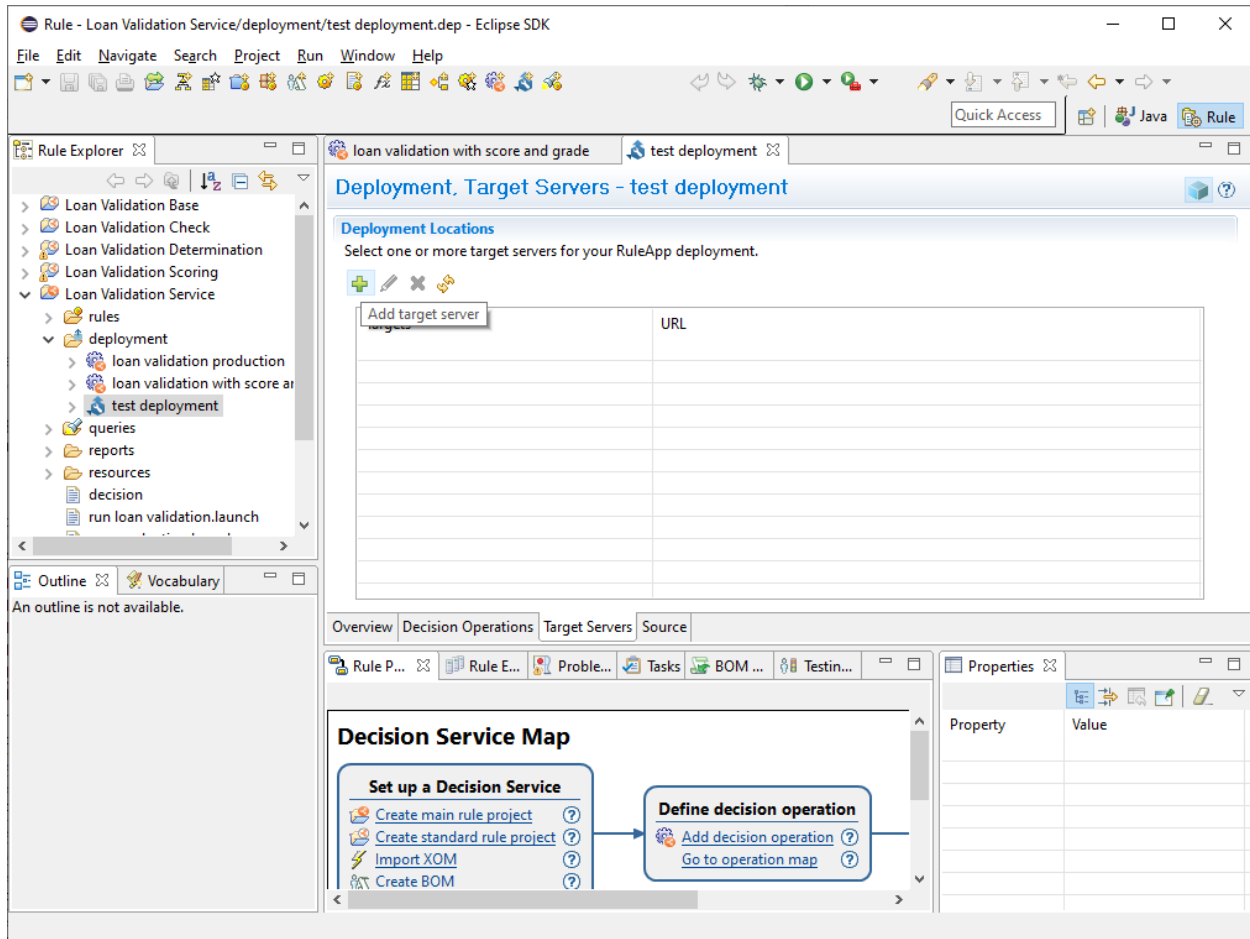 Rule - Loan Validation Service/deployment/test deployment.dep - Eclipse SDK
File Edit Navigate Search Project Run Window Help
Quick Access
Java
Rule
Rule Explorer
Loan Validation Base
Loan Validation Check
Loan Validation Determination
Loan Validation Scoring
Loan Validation Service
rules
deployment
loan validation production
loan validation with score ar
test deployment
queries
reports
resources
decision
run loan validation.launch
Outline
Vocabulary
An outline is not available.
loan validation with score and grade
test deployment
Deployment, Target Servers - test deployment
Deployment Locations
Select one or more target servers for your RuleApp deployment.
Add target server
URL
Overview Decision Operations Target Servers Source
Rule P... Rule E... Proble... Tasks BOM ... Testin...
Decision Service Map
Set up a Decision Service
Create main rule project
Create standard rule project
Import XOM
Create BOM
Define decision operation
Add decision operation
Go to operation map
Properties
Property Value